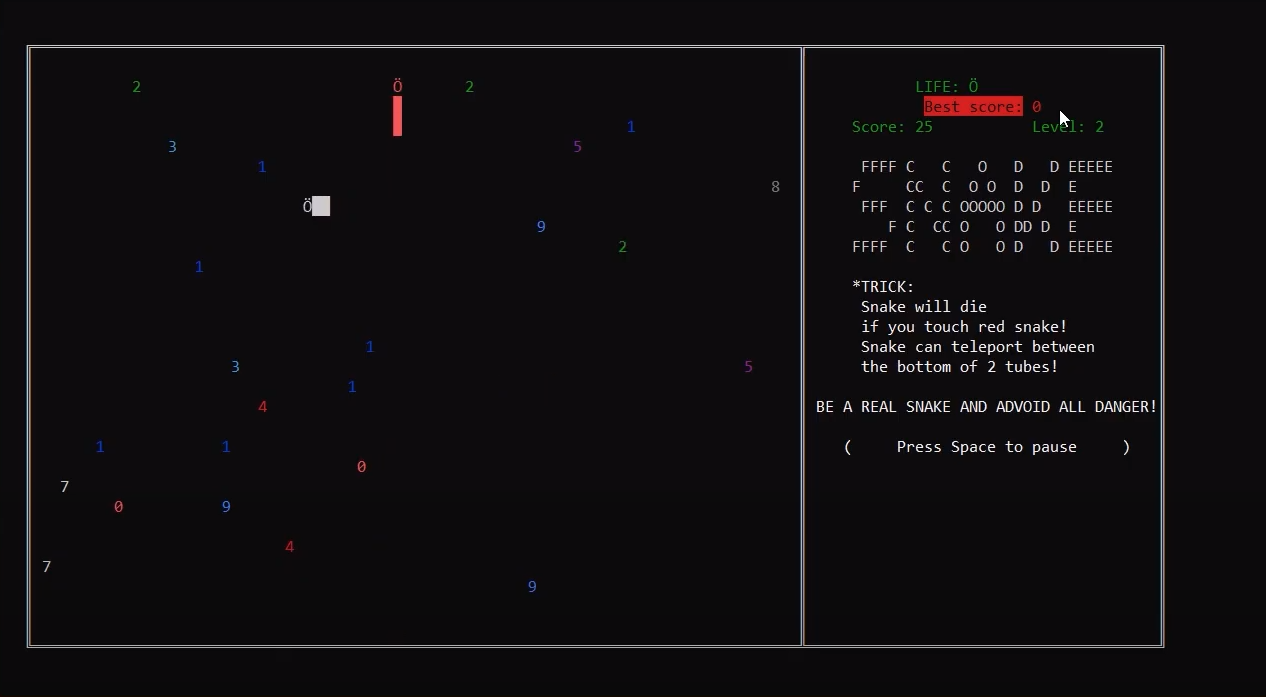 2 Ö 2 LIFE: Ö
Best score: 0
1 Score: 25 Level: 2
3 5
1 FFFF C   C   O   D   D EEEEE
8 F     CC  C  O O  D  D  E
Ö FFF  C C C OOOOO D D   EEEEE
9 F C  CC O   O DD D  E
2 FFFF  C   C O   O D   D EEEEE
1
*TRICK:
Snake will die
if you touch red snake!
1 Snake can teleport between
3 5 the bottom of 2 tubes!
1
4 BE A REAL SNAKE AND ADVOID ALL DANGER!
1 1 ( Press Space to pause )
0
7
0 9
4
7
9